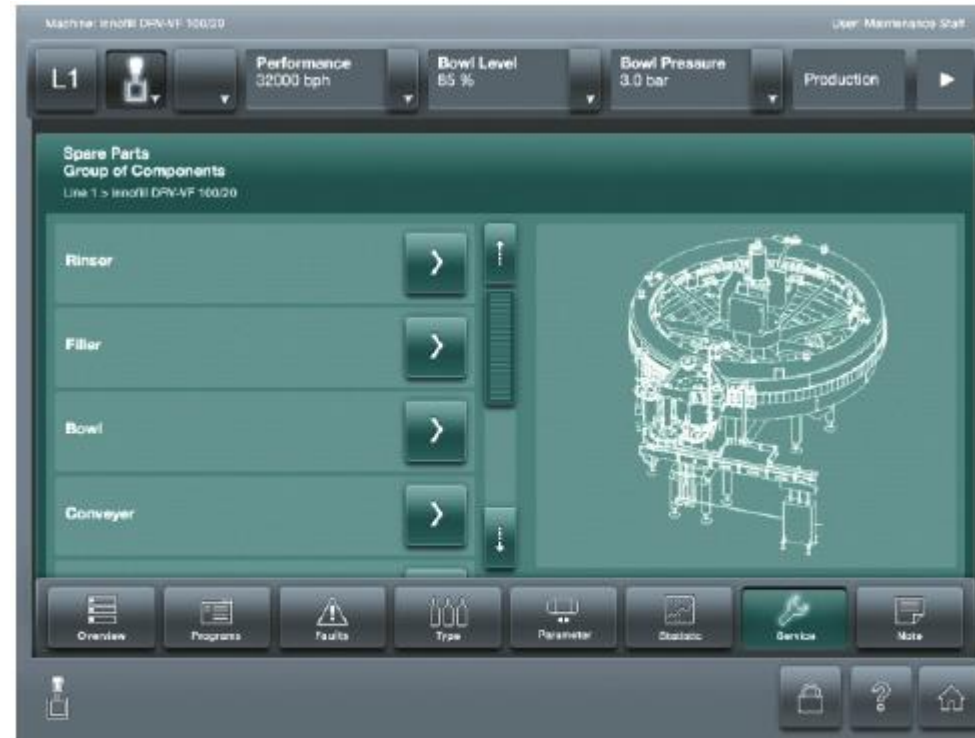 Machine: Innofill DRV-VF 100/20
User: Maintenance Staff
L1
Performance
32000 bph
Bowl Level
85 %
Bowl Pressure
3.0 bar
Production
Spare Parts
Group of Components
Line 1 > Innofill DRV-VF 100/20
Rinser
Filler
Bowl
Conveyer
Overview
Programs
Faults
Type
Parameter
Statistic
Service
Note
?